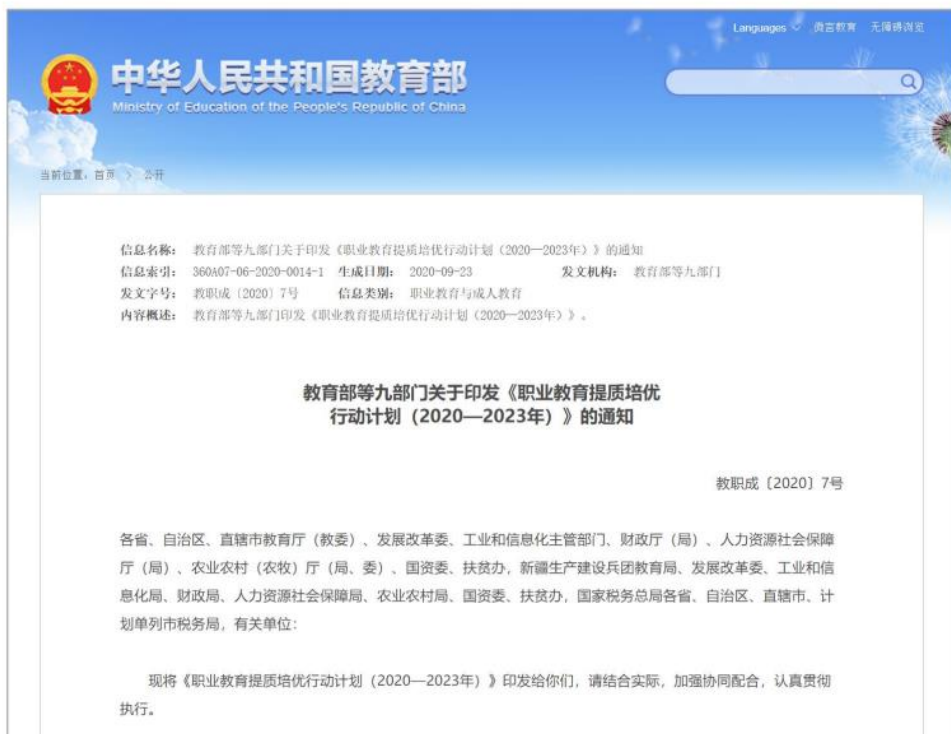 Languages 微言教育 无障碍浏览
中华人民共和国教育部
Ministry of Education of the People's Republic of China
当前位置：首页 > 公开
信息名称： 教育部等九部门关于印发《职业教育提质培优行动计划（2020—2023年）》的通知
信息索引： 360A07-06-2020-0014-1 生成日期： 2020-09-23 发文机构： 教育部等九部门
发文字号： 教职成〔2020〕7号 信息类别： 职业教育与成人教育
内容概述： 教育部等九部门印发《职业教育提质培优行动计划（2020—2023年）》。
教育部等九部门关于印发《职业教育提质培优
行动计划（2020—2023年）》的通知
教职成〔2020〕7号
各省、自治区、直辖市教育厅（教委）、发展改革委、工业和信息化主管部门、财政厅（局）、人力资源社会保障
厅（局）、农业农村（农牧）厅（局、委）、国资委、扶贫办，新疆生产建设兵团教育局、发展改革委、工业和信
息化局、财政局、人力资源社会保障局、农业农村局、国资委、扶贫办，国家税务总局各省、自治区、直辖市、计
划单列市税务局，有关单位：
现将《职业教育提质培优行动计划（2020—2023年）》印发给你们，请结合实际，加强协同配合，认真贯彻
执行。